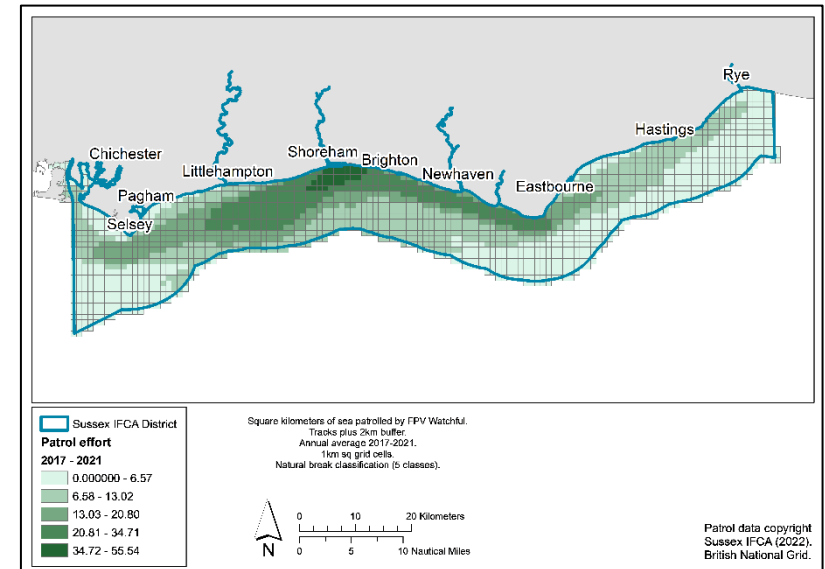 Rye
Hastings
Chichester
Shoreham
Brighton
Littlehampton
Newhaven
Pagham
Eastbourne
Selsey
Sussex IFCA District
Patrol effort
2017 - 2021
0.000000 - 6.57
6.58 - 13.02
13.03 - 20.80
20.81 - 34.71
34.72 - 55.54
Square kilometers of sea patrolled by FPV Watchful.
Tracks plus 2km buffer.
Annual average 2017-2021.
1km sq grid cells.
Natural break classification (5 classes).
N
0 10 20 Kilometers
0 5 10 Nautical Miles
Patrol data copyright
Sussex IFCA (2022).
British National Grid.